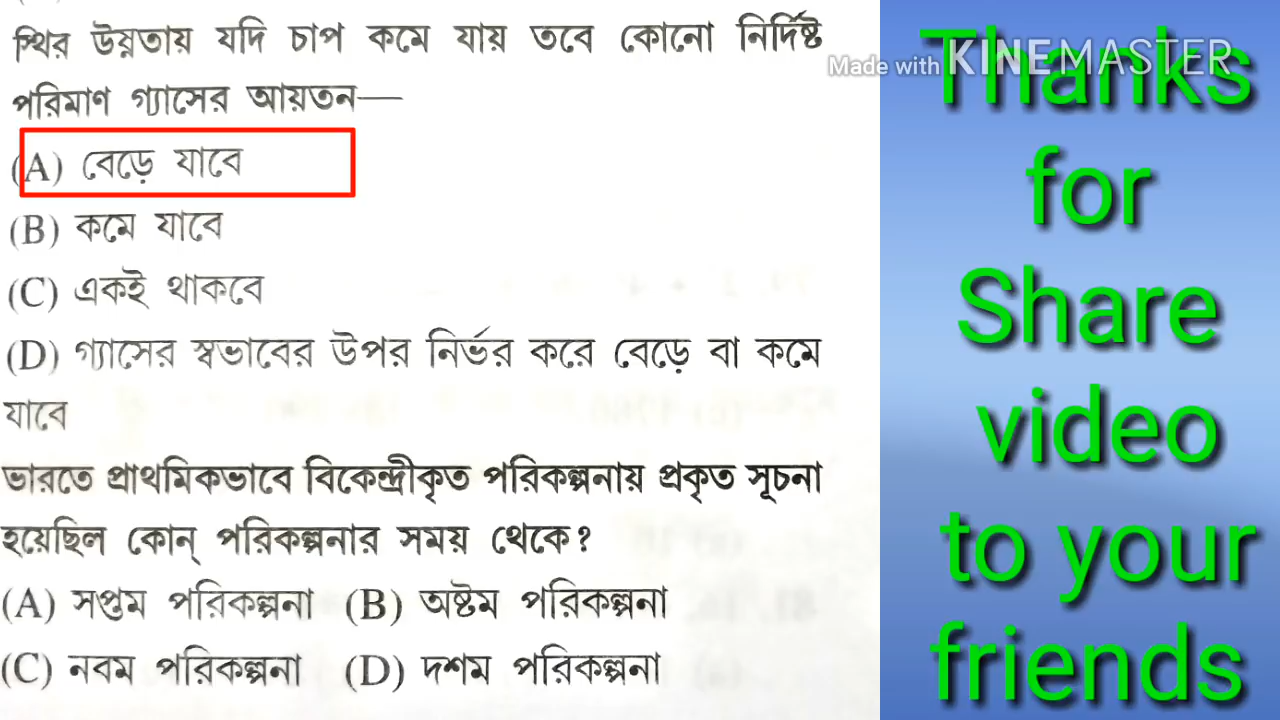 স্থির উষ্ণতায় যদি চাপ কমে যায় তবে কোনো নির্দিষ্ট
পরিমাণ গ্যাসের আয়তন—
(A) বেড়ে যাবে
(B) কমে যাবে
(C) একই থাকবে
(D) গ্যাসের স্বভাবের উপর নির্ভর করে বেড়ে বা কমে
যাবে
ভারতে প্রাথমিকভাবে বিকেন্দ্রীকৃত পরিকল্পনায় প্রকৃত সূচনা
হয়েছিল কোন্ পরিকল্পনার সময় থেকে?
(A) সপ্তম পরিকল্পনা (B) অষ্টম পরিকল্পনা
(C) নবম পরিকল্পনা (D) দশম পরিকল্পনা
Made with KINEMASTER
Thanks
for
Share
video
to your
friends